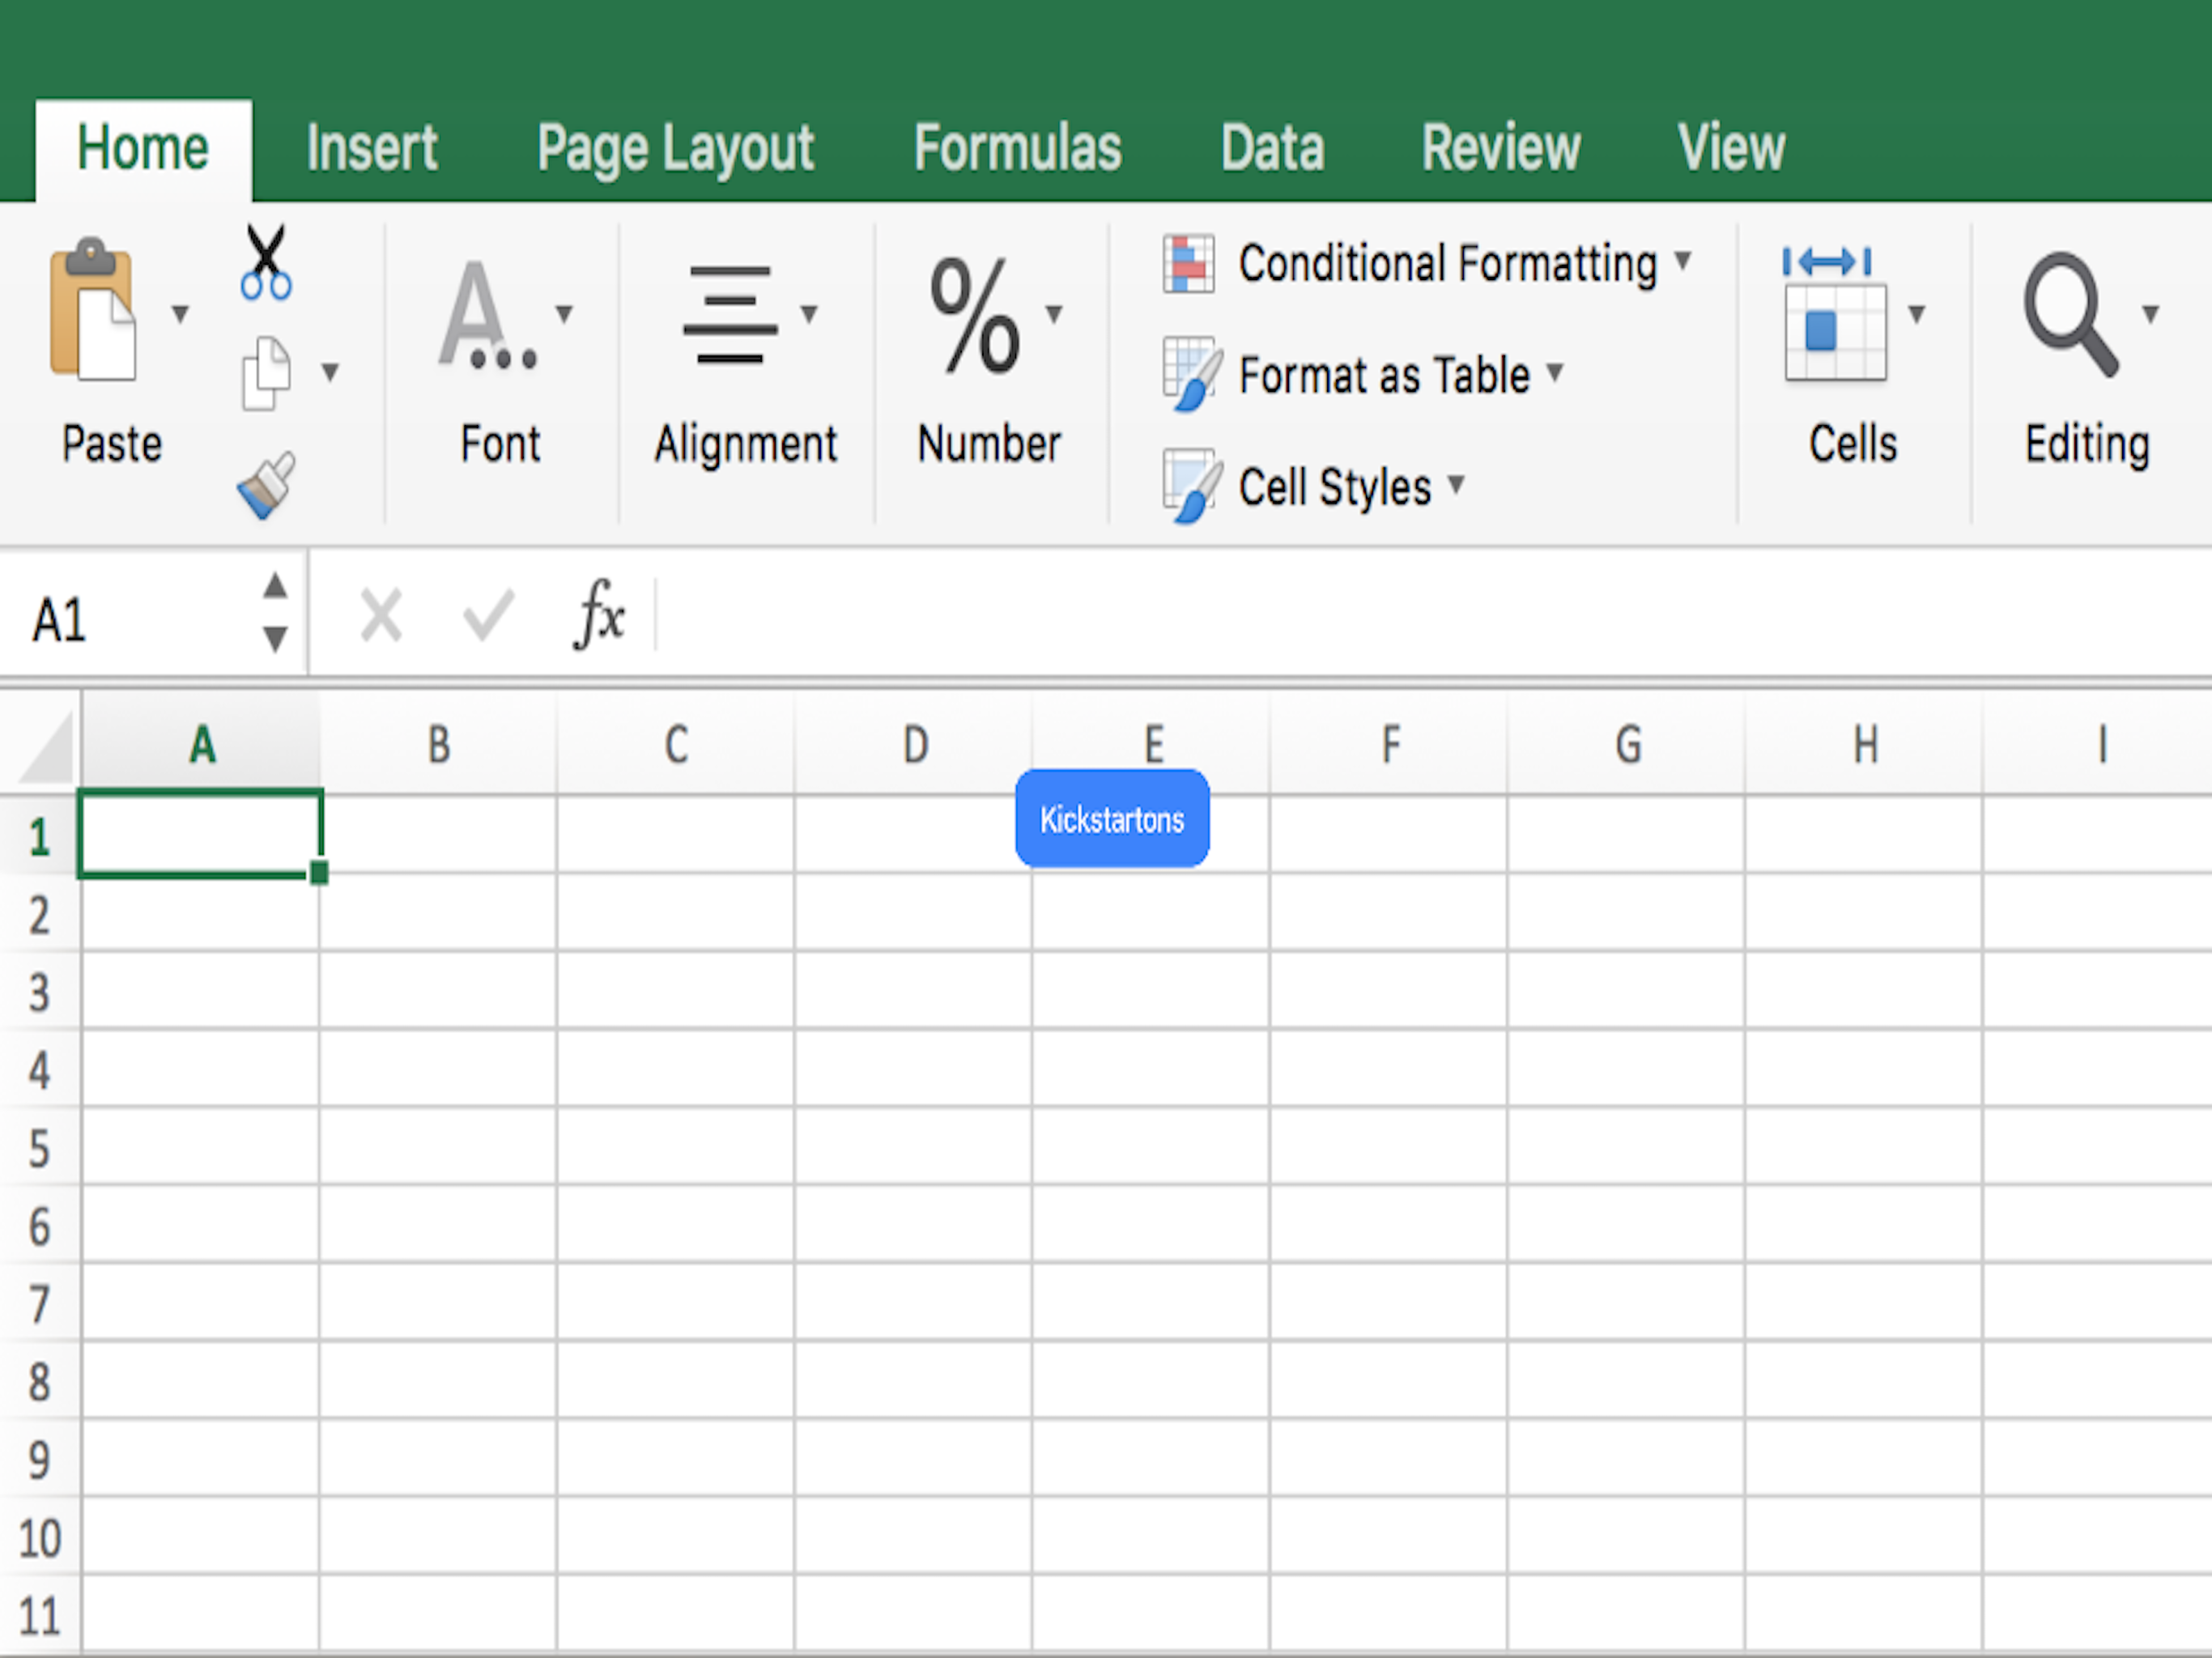 Home Insert Page Layout Formulas Data Review View
Conditional Formatting
Format as Table
Paste Font Alignment % Number Cells Editing
Cell Styles
A1 fx
A B C D E F G H I
Kickstartons
1
2
3
4
5
6
7
8
9
10
11